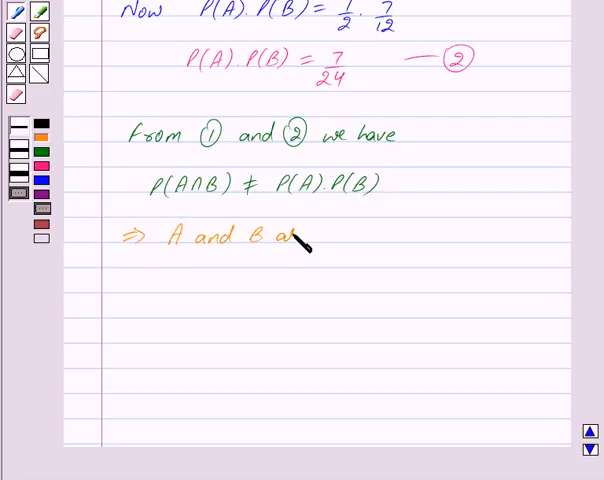 Now P(A). P(B) = 1/2 . 7/12
P(A). P(B) = 7/24 — ②
From ① and ② we have
P(A∩B) ≠ P(A). P(B)
⇒ A and B a